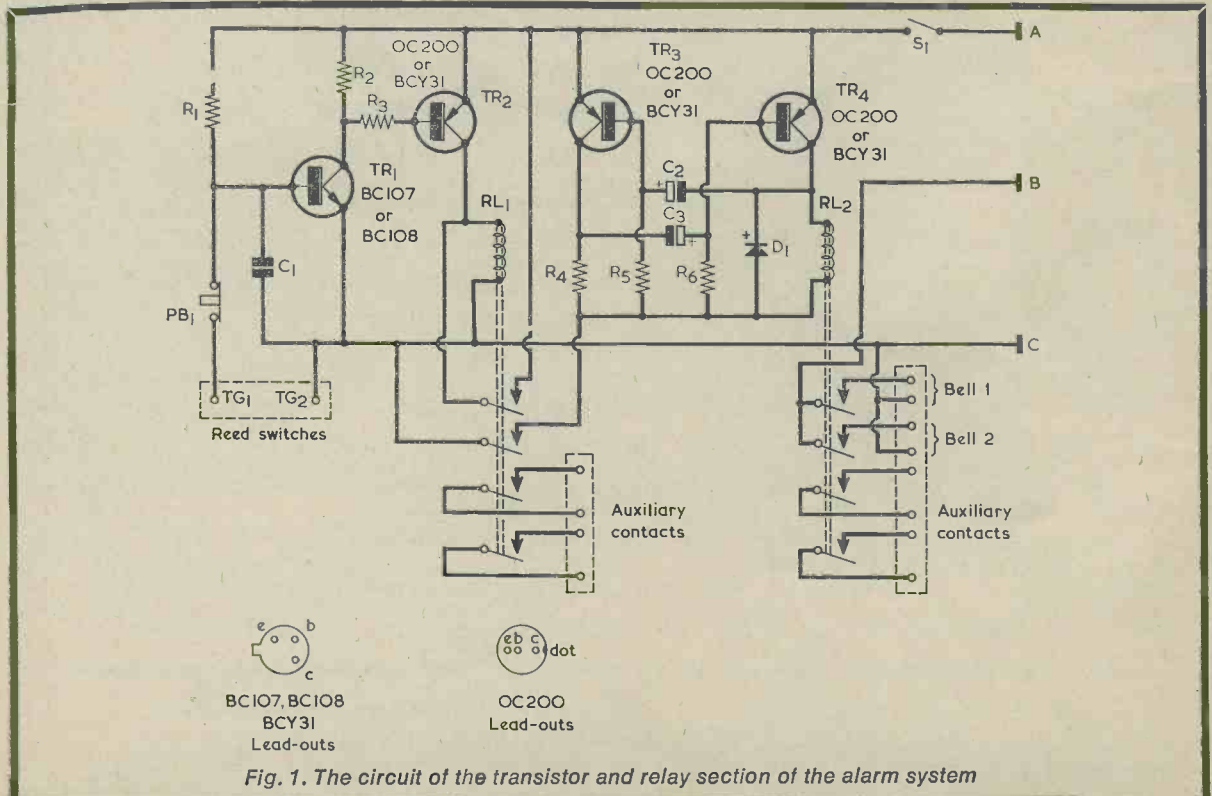 S1
A
R1
R2
R3
OC200
or
BCY31
TR2
TR1
BC107
or
BC108
TR3
OC200
or
BCY31
TR4
OC200
or
BCY31
C1
PB1
TG1 TG2
Reed switches
RL1
C2
+
C3
+
R4
R5
R6
+
D1
RL2
B
C
Bell 1
Bell 2
Auxiliary
contacts
Auxiliary
contacts
e b
c
BC107, BC108
BCY31
Lead-outs
e b c
dot
OC200
Lead-outs
Fig. 1. The circuit of the transistor and relay section of the alarm system